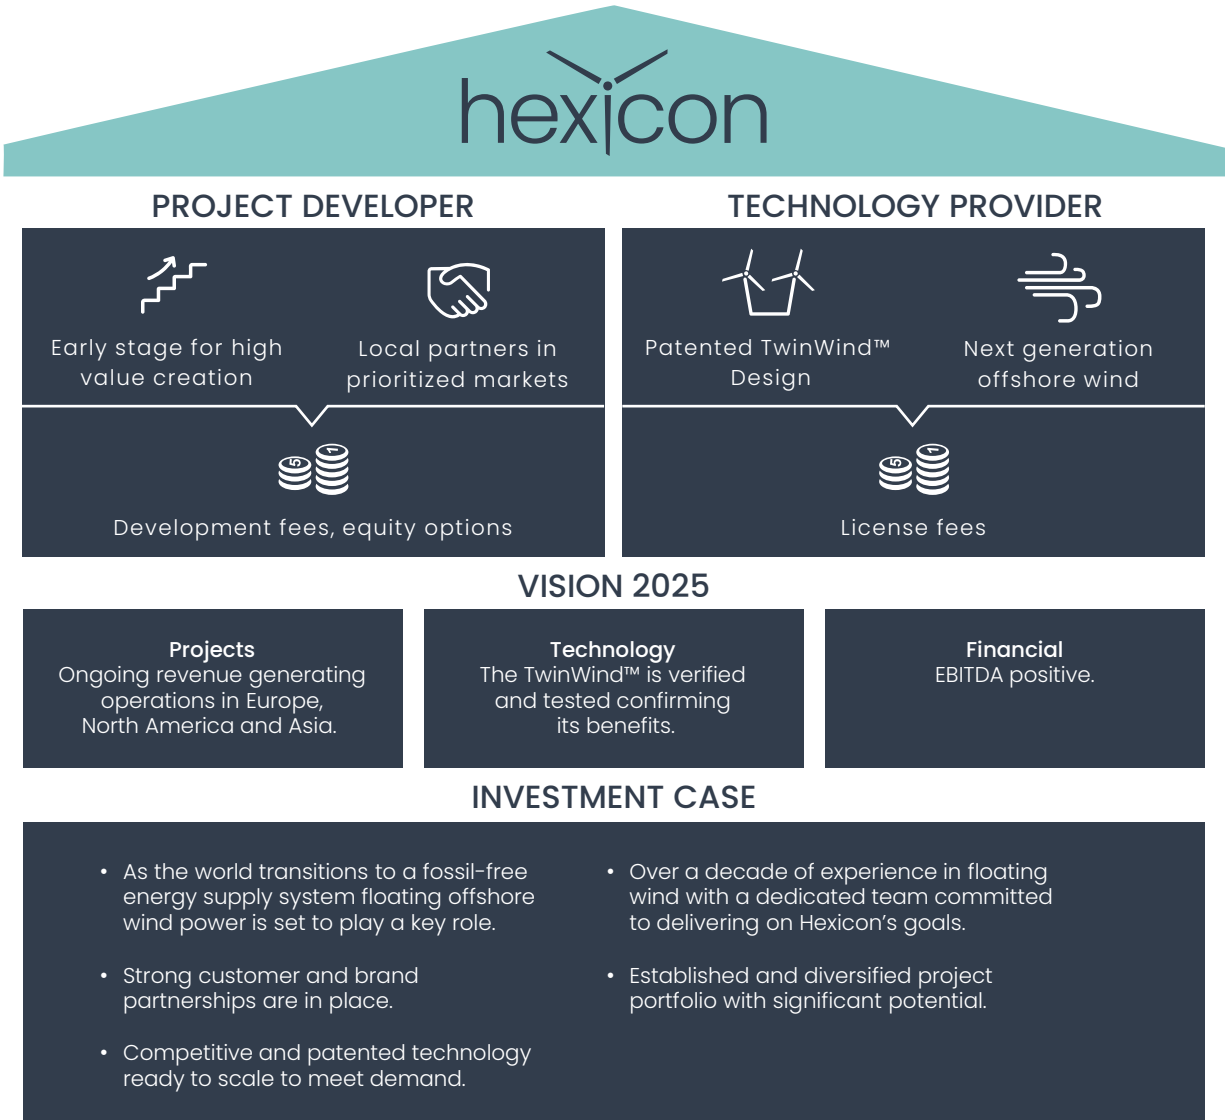 hexicon
PROJECT DEVELOPER
Early stage for high
value creation
Local partners in
prioritized markets
5 1
Development fees, equity options
TECHNOLOGY PROVIDER
Patented TwinWind™
Design
Next generation
offshore wind
5 1
License fees
VISION 2025
Projects
Ongoing revenue generating
operations in Europe,
North America and Asia.
Technology
The TwinWind™ is verified
and tested confirming
its benefits.
Financial
EBITDA positive.
INVESTMENT CASE
• As the world transitions to a fossil-free
energy supply system floating offshore
wind power is set to play a key role.
• Strong customer and brand
partnerships are in place.
• Competitive and patented technology
ready to scale to meet demand.
• Over a decade of experience in floating
wind with a dedicated team committed
to delivering on Hexicon’s goals.
• Established and diversified project
portfolio with significant potential.